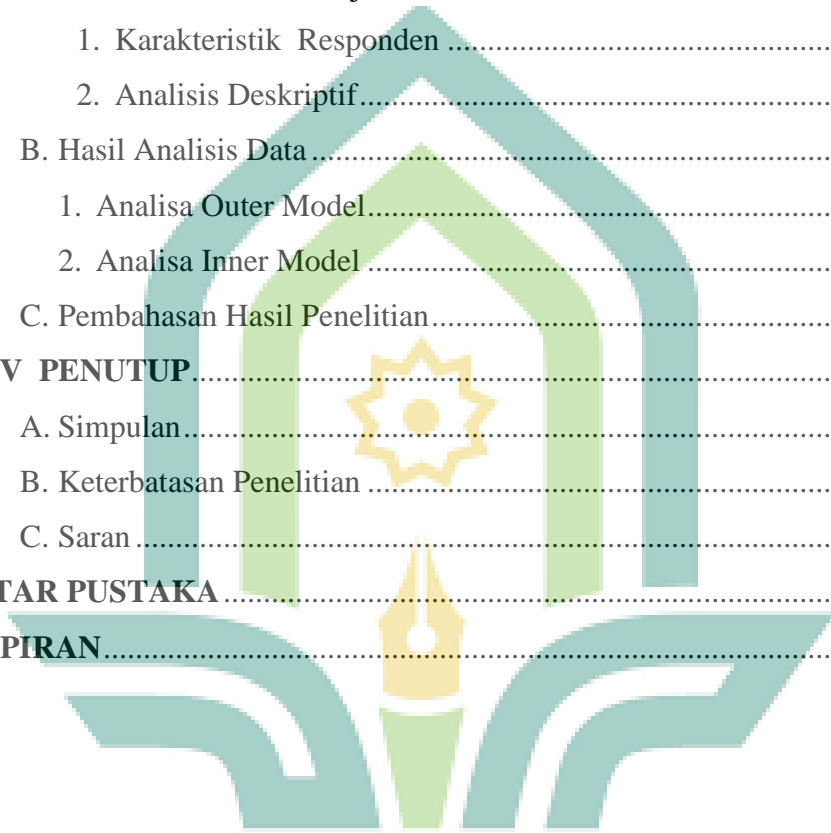 1. Karakteristik Responden ................................................
2. Analisis Deskriptif............................................................
B. Hasil Analisis Data ................................................................
1. Analisa Outer Model..........................................................
2. Analisa Inner Model ..........................................................
C. Pembahasan Hasil Penelitian..................................................
V PENUTUP.................................................................................
A. Simpulan..................................................................................
B. Keterbatasan Penelitian ..........................................................
C. Saran ........................................................................................
TAR PUSTAKA .............................................................................
PIRAN............................................................................................